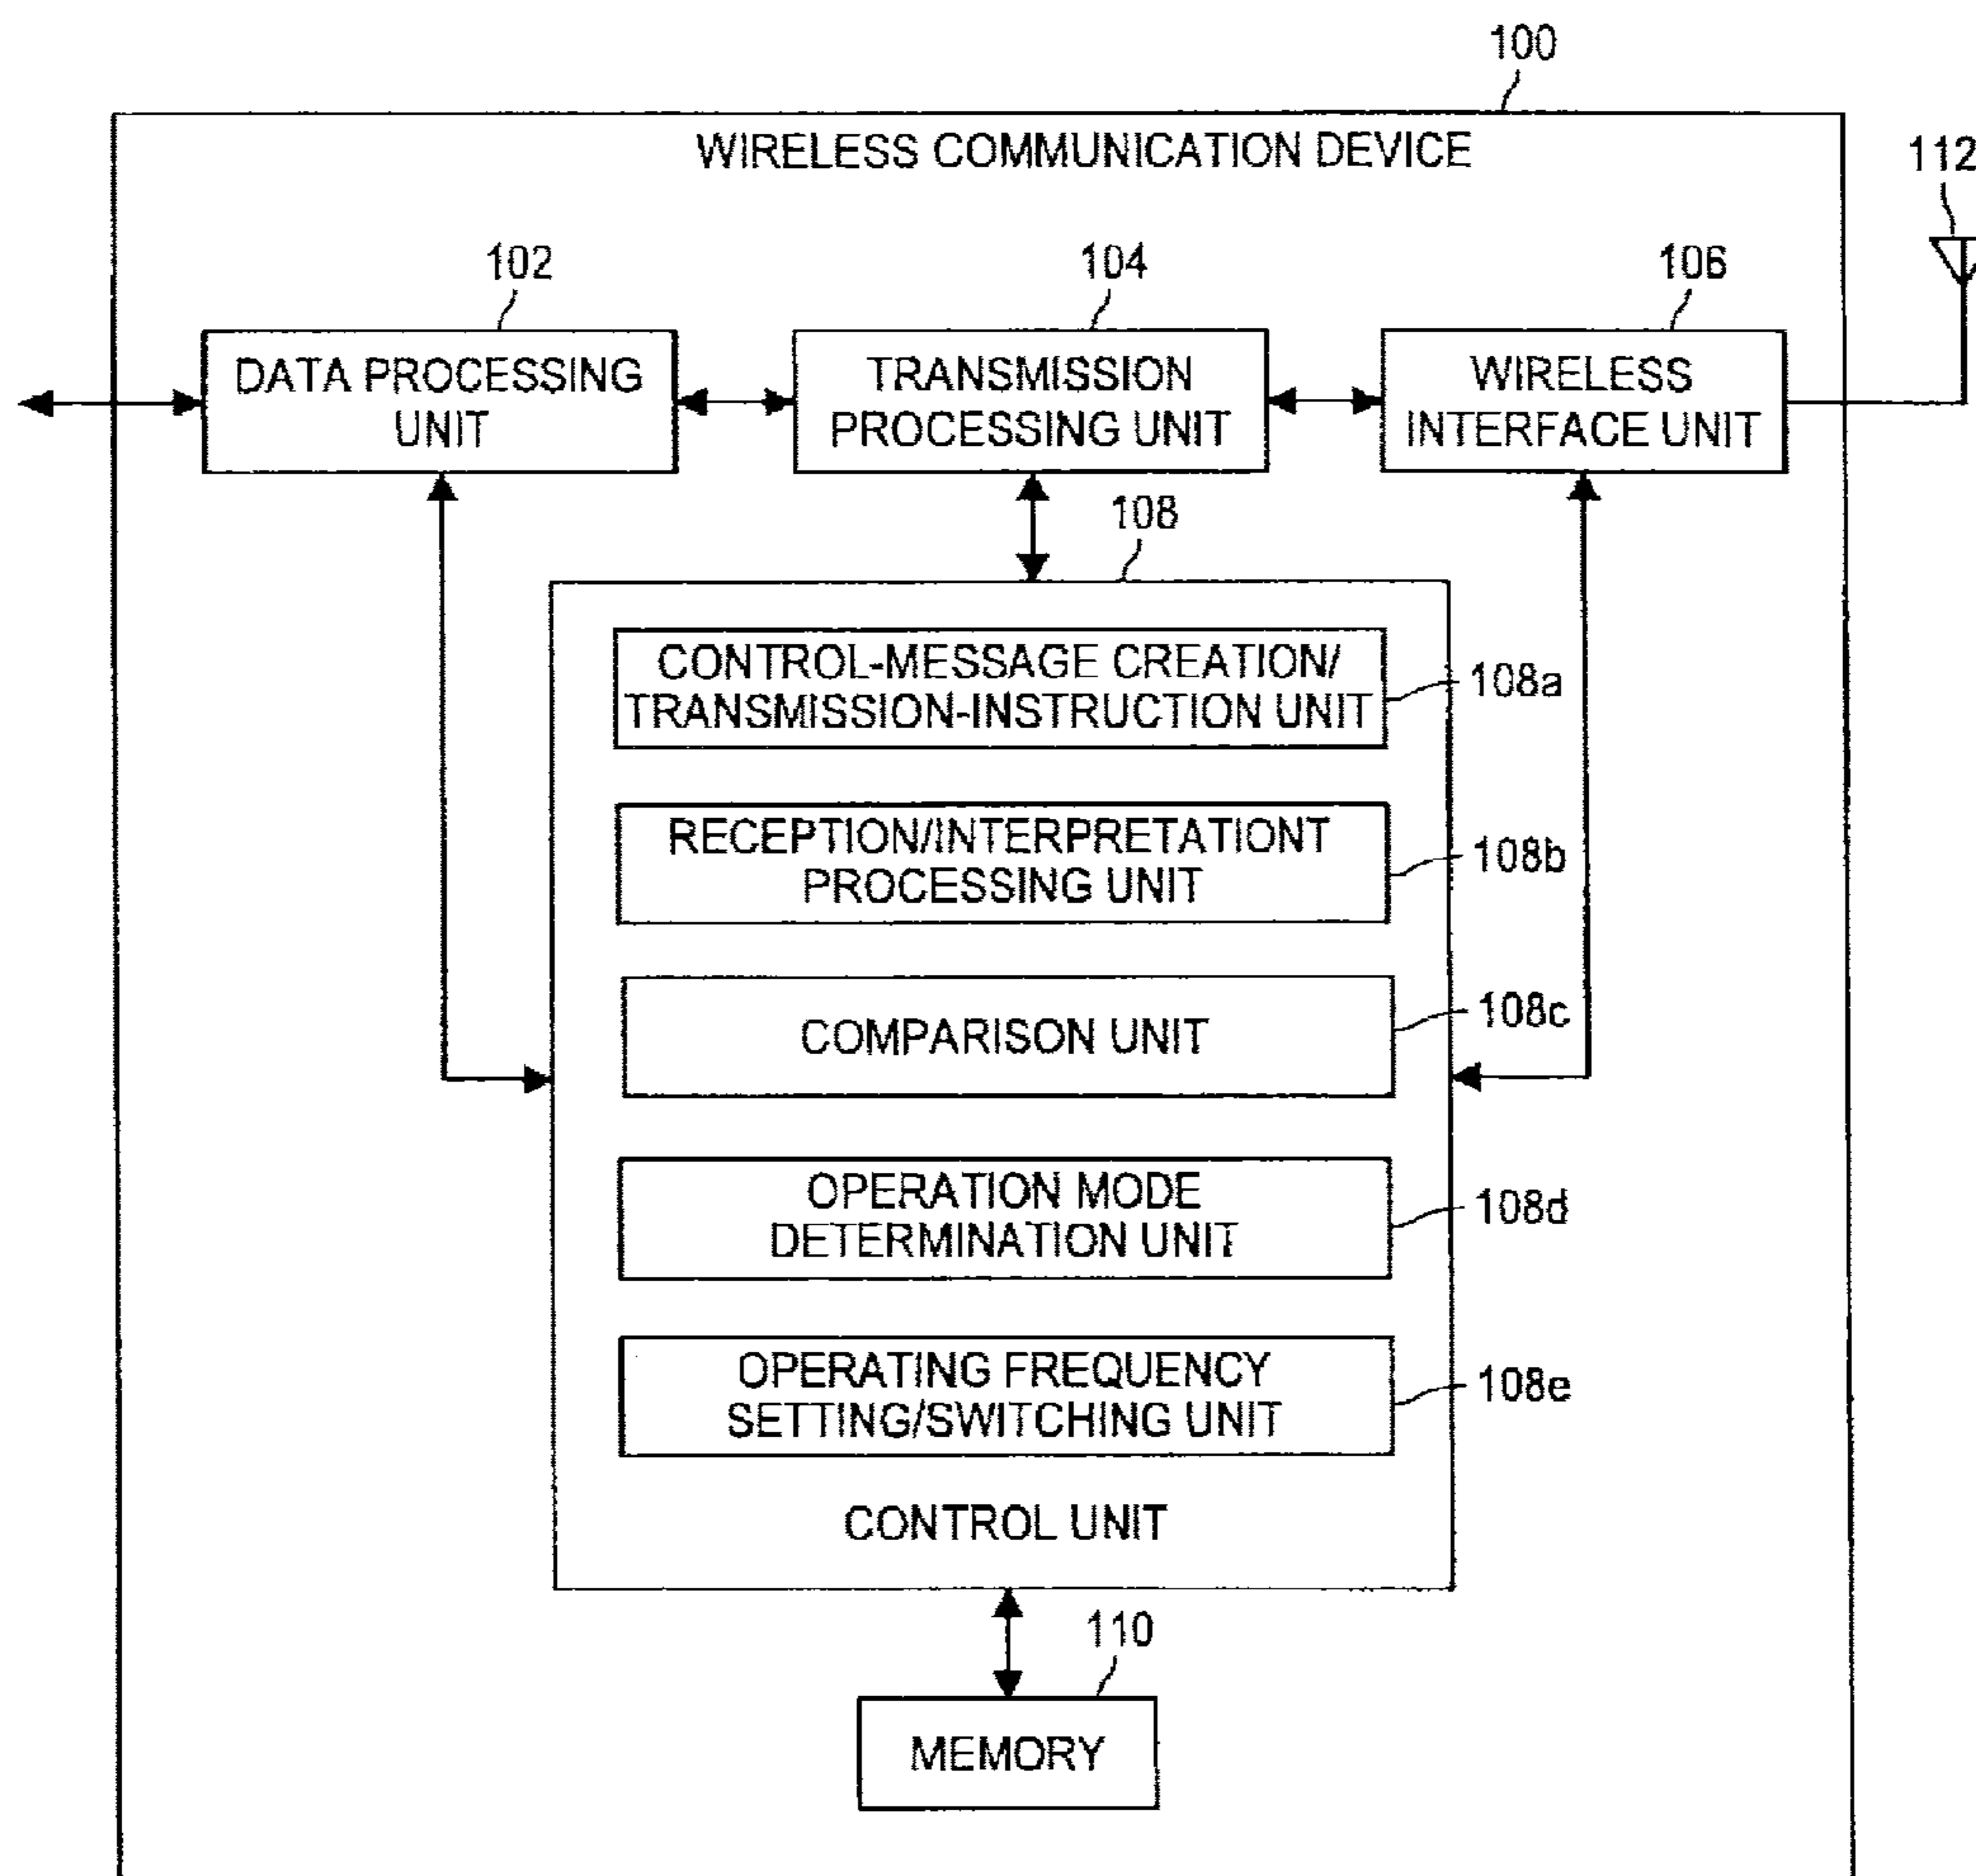 100
WIRELESS COMMUNICATION DEVICE
112
102
104
106
DATA PROCESSING
UNIT
TRANSMISSION
PROCESSING UNIT
WIRELESS
INTERFACE UNIT
108
CONTROL-MESSAGE CREATION/
TRANSMISSION-INSTRUCTION UNIT
108a
RECEPTION/INTERPRETATIONT
PROCESSING UNIT
108b
COMPARISON UNIT
108c
OPERATION MODE
DETERMINATION UNIT
108d
OPERATING FREQUENCY
SETTING/SWITCHING UNIT
108e
CONTROL UNIT
110
MEMORY